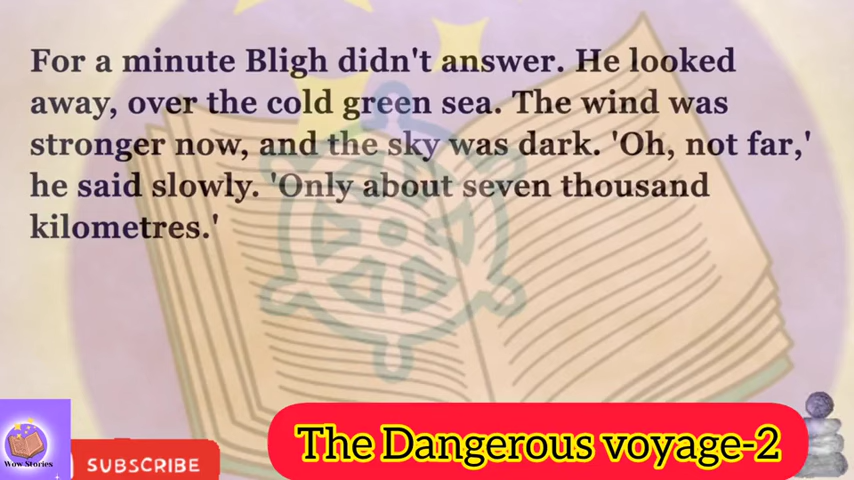 For a minute Bligh didn't answer. He looked
away, over the cold green sea. The wind was
stronger now, and the sky was dark. 'Oh, not far,'
he said slowly. 'Only about seven thousand
kilometres.'
The Dangerous voyage-2
Wow Stories
SUBSCRIBE